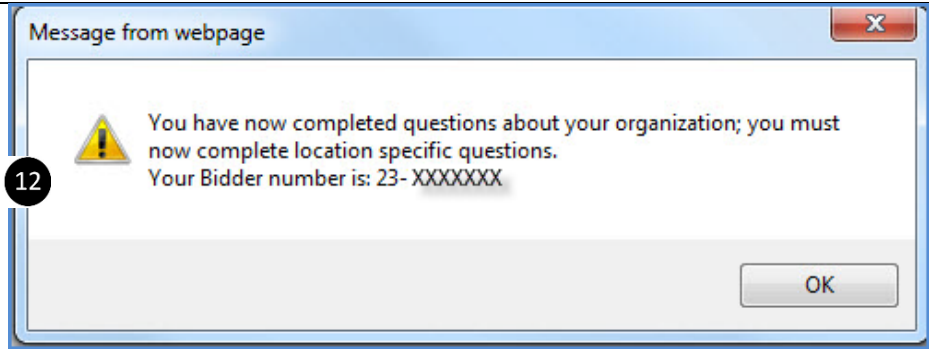 Message from webpage
X
You have now completed questions about your organization; you must
now complete location specific questions.
12
Your Bidder number is: 23- XXXXXXX
OK